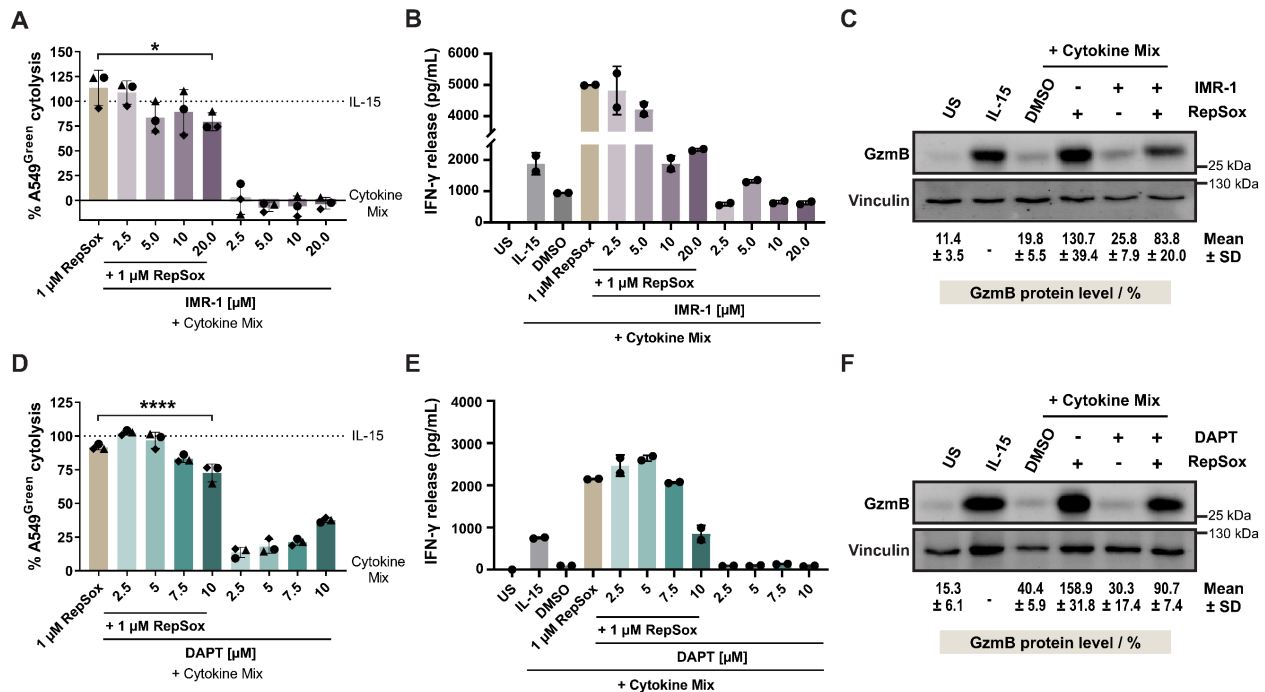 A
% A549Green cytolysis
150
125
100
75
50
25
0
*
IL-15
Cytokine
Mix
1 µM RepSox
2.5
5.0
10
20.0
2.5
5.0
10
20.0
+ 1 µM RepSox
IMR-1 [µM]
+ Cytokine Mix
B
IFN-γ release (pg/mL)
6000
5000
4000
2000
1000
0
US
IL-15
DMSO
1 µM RepSox
2.5
5.0
10
20.0
2.5
5.0
10
20.0
+ 1 µM RepSox
IMR-1 [µM]
+ Cytokine Mix
C
+ Cytokine Mix
US
IL-15
DMSO
- + + IMR-1
+ - + RepSox
GzmB
25 kDa
130 kDa
Vinculin
11.4 19.8 130.7 25.8 83.8 Mean
± 3.5 - ± 5.5 ± 39.4 ± 7.9 ± 20.0 ± SD
GzmB protein level / %
D
% A549Green cytolysis
125
100
75
50
25
0
****
IL-15
Cytokine
Mix
1 µM RepSox
2.5
5
7.5
10
2.5
5
7.5
10
+ 1 µM RepSox
DAPT [µM]
+ Cytokine Mix
E
IFN-γ release (pg/mL)
4000
3000
2000
1000
0
US
IL-15
DMSO
1 µM RepSox
2.5
5
7.5
10
2.5
5
7.5
10
+ 1 µM RepSox
DAPT [µM]
+ Cytokine Mix
F
+ Cytokine Mix
US
IL-15
DMSO
- + + DAPT
+ - + RepSox
GzmB
25 kDa
130 kDa
Vinculin
15.3 40.4 158.9 30.3 90.7 Mean
± 6.1 - ± 5.9 ± 31.8 ± 17.4 ± 7.4 ± SD
GzmB protein level / %